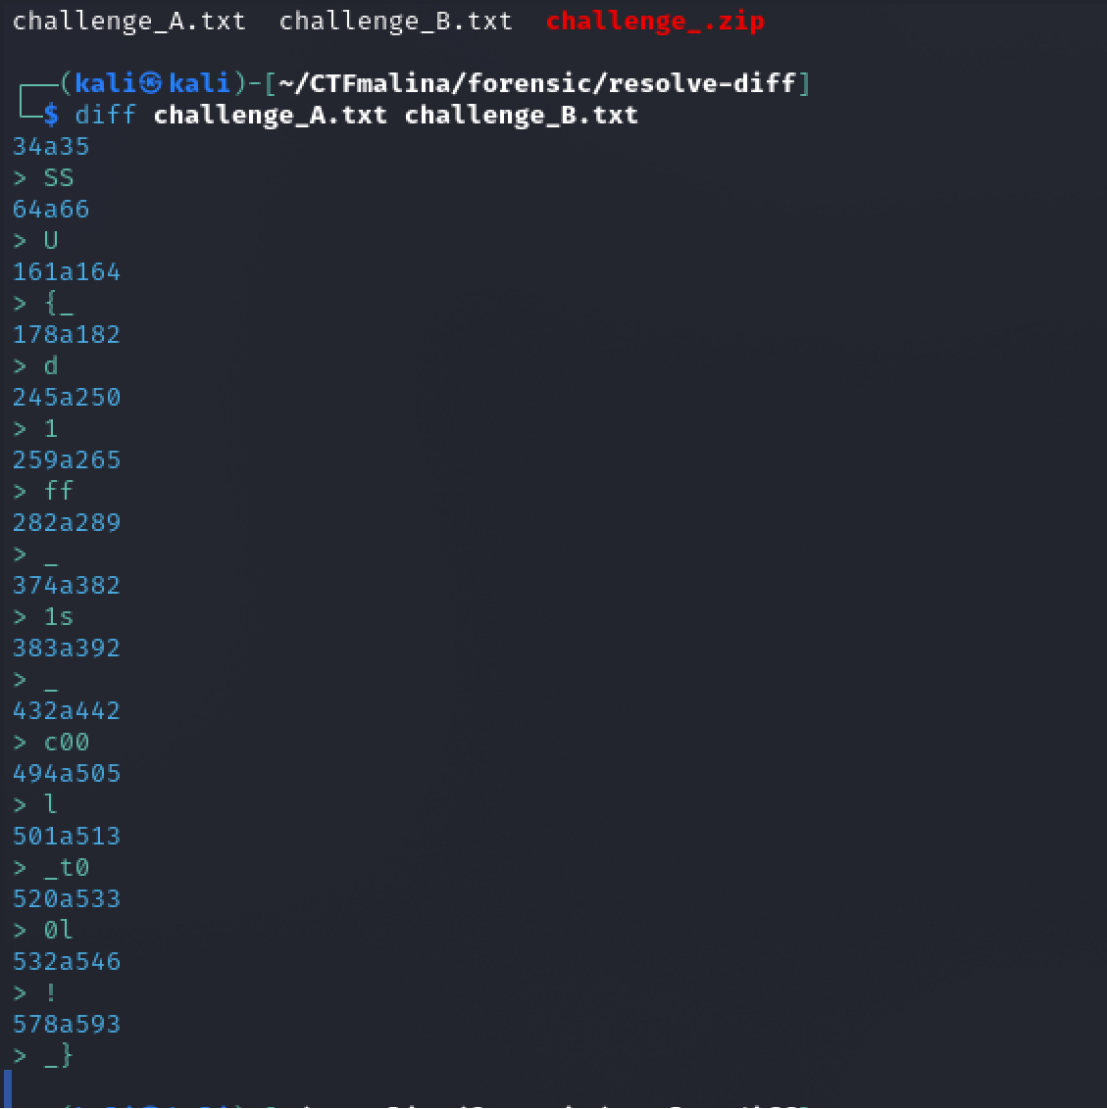 challenge_A.txt  challenge_B.txt  challenge_.zip
┌──(kali㉿kali)-[~/CTFmalina/forensic/resolve-diff]
└─$ diff challenge_A.txt challenge_B.txt
34a35
> SS
64a66
> U
161a164
> {_
178a182
> d
245a250
> 1
259a265
> ff
282a289
> _
374a382
> 1s
383a392
> _
432a442
> c00
494a505
> l
501a513
> _t0
520a533
> 0l
532a546
> !
578a593
> _}